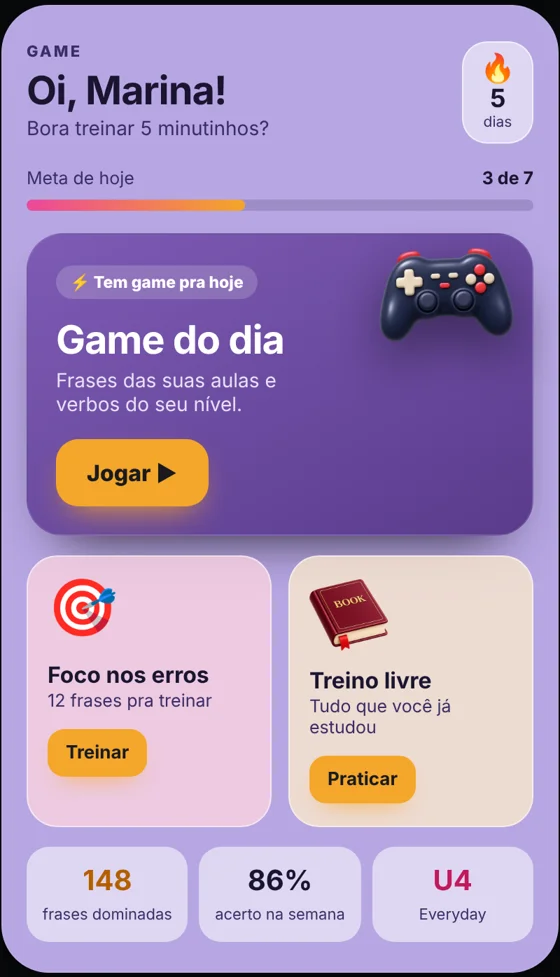 GAME
Oi, Marina!
Bora treinar 5 minutinhos?
5
dias
Meta de hoje
3 de 7
Tem game pra hoje
Game do dia
Frases das suas aulas e
verbos do seu nível.
Jogar
BOOK
Foco nos erros
12 frases pra treinar
Treinar
Treino livre
Tudo que você já
estudou
Praticar
148
frases dominadas
86%
acerto na semana
U4
Everyday